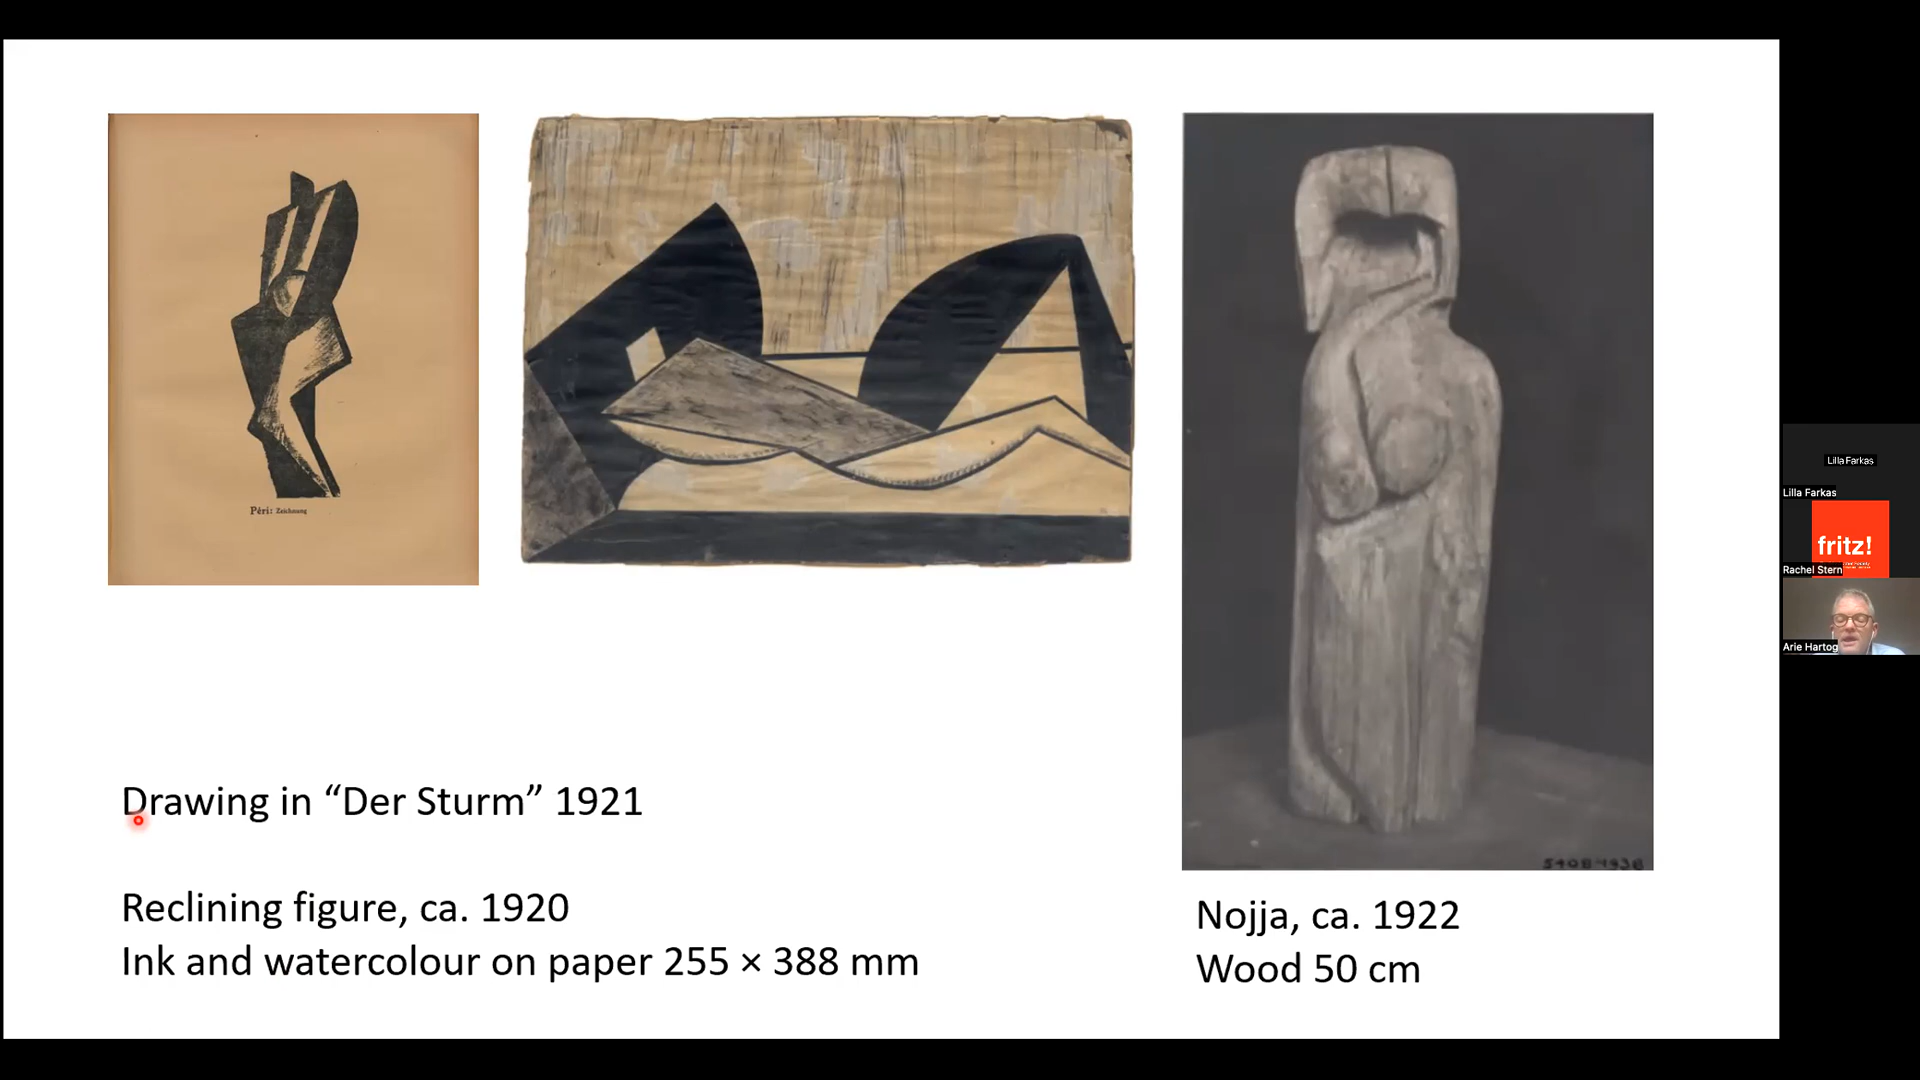 Péri: Zeichnung
Drawing in “Der Sturm” 1921
Reclining figure, ca. 1920
Ink and watercolour on paper 255 × 388 mm
Nojja, ca. 1922
Wood 50 cm
Lilla Farkas
Lilla Farkas
fritz!
Rachel Stern
Arie Hartog